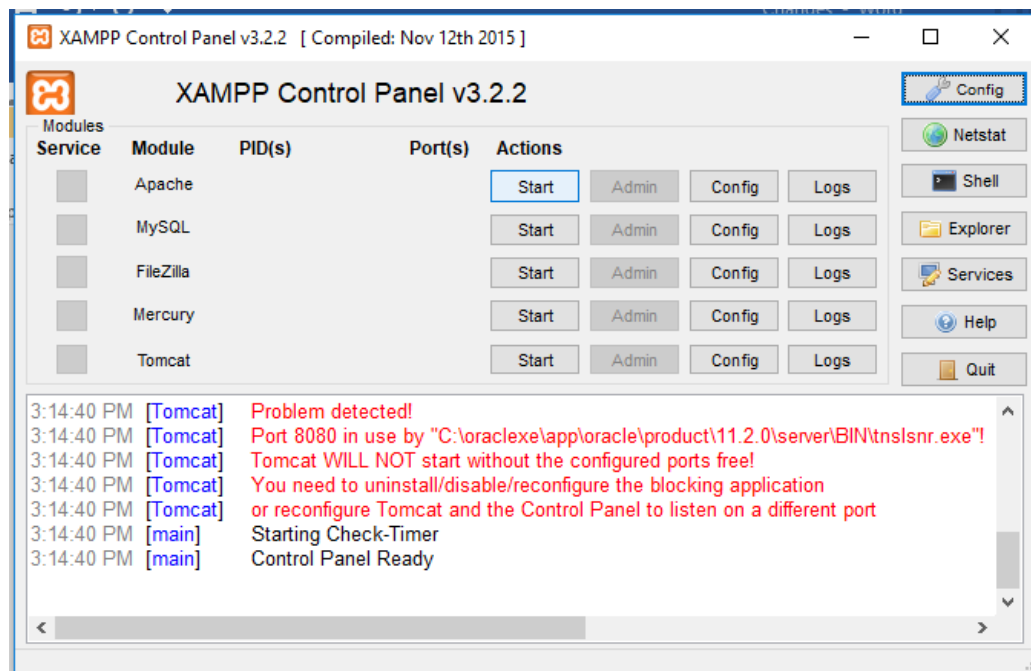 Changes - Word
XAMPP Control Panel v3.2.2 [ Compiled: Nov 12th 2015 ]
XAMPP Control Panel v3.2.2
Config
Modules
Service Module PID(s) Port(s) Actions
Netstat
Apache Start Admin Config Logs
Shell
MySQL Start Admin Config Logs
Explorer
FileZilla Start Admin Config Logs
Services
Mercury Start Admin Config Logs
Help
Tomcat Start Admin Config Logs
Quit
3:14:40 PM [Tomcat] Problem detected!
3:14:40 PM [Tomcat] Port 8080 in use by "C:\oraclexe\app\oracle\product\11.2.0\server\BIN\tnslsnr.exe"!
3:14:40 PM [Tomcat] Tomcat WILL NOT start without the configured ports free!
3:14:40 PM [Tomcat] You need to uninstall/disable/reconfigure the blocking application
3:14:40 PM [Tomcat] or reconfigure Tomcat and the Control Panel to listen on a different port
3:14:40 PM [main] Starting Check-Timer
3:14:40 PM [main] Control Panel Ready